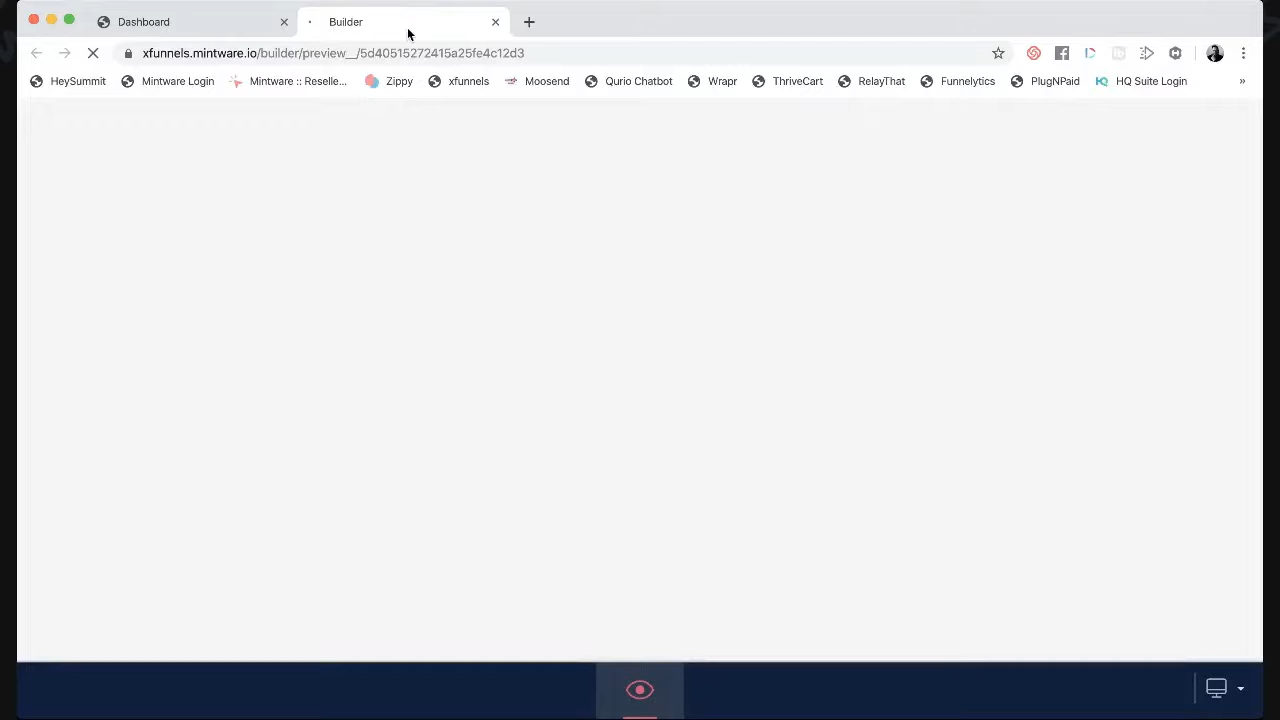 Dashboard Builder
xfunnels.mintware.io/builder/preview__/5d40515272415a25fe4c12d3
HeySummit Mintware Login Mintware :: Reselle... Zippy xfunnels Moosend Qurio Chatbot Wrapr ThriveCart RelayThat Funnelytics PlugNPaid HQ HQ Suite Login »